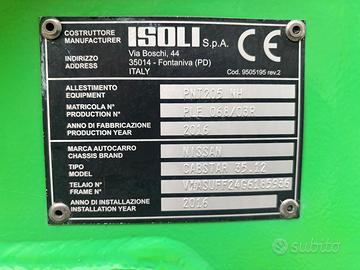 COSTRUTTORE
MANUFACTURER
ISOLI S.p.A.
CE
INDIRIZZO
ADDRESS
Via Boschi, 44
35014 - Fontaniva (PD)
ITALY
Cod. 9505195 rev.2
ALLESTIMENTO
EQUIPMENT
PNT205 NH
MATRICOLA N°
PRODUCTION N°
PLE 068/038
ANNO DI FABBRICAZIONE
PRODUCTION YEAR
2016
MARCA AUTOCARRO
CHASSIS BRAND
NISSAN
TIPO
MODEL
CABSTAR 35.12
TELAIO N°
FRAME N°
ANNO DI INSTALLAZIONE
INSTALLATION YEAR
2016
subito